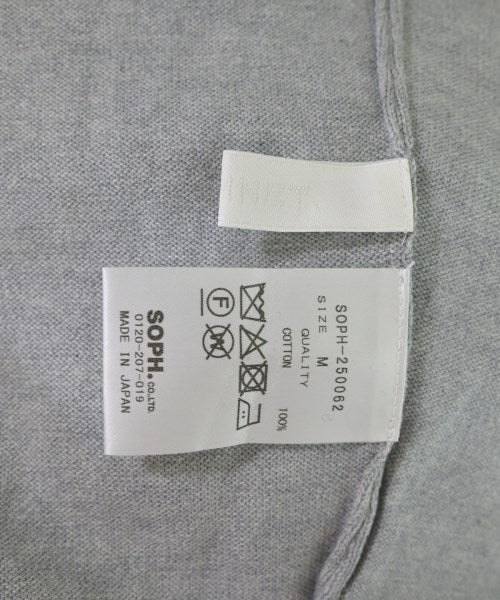 SOPH-250062
SIZE M
QUALITY
COTTON 100%
F
W
SOPH.CO.LTD.
0120-207-019
MADE IN JAPAN